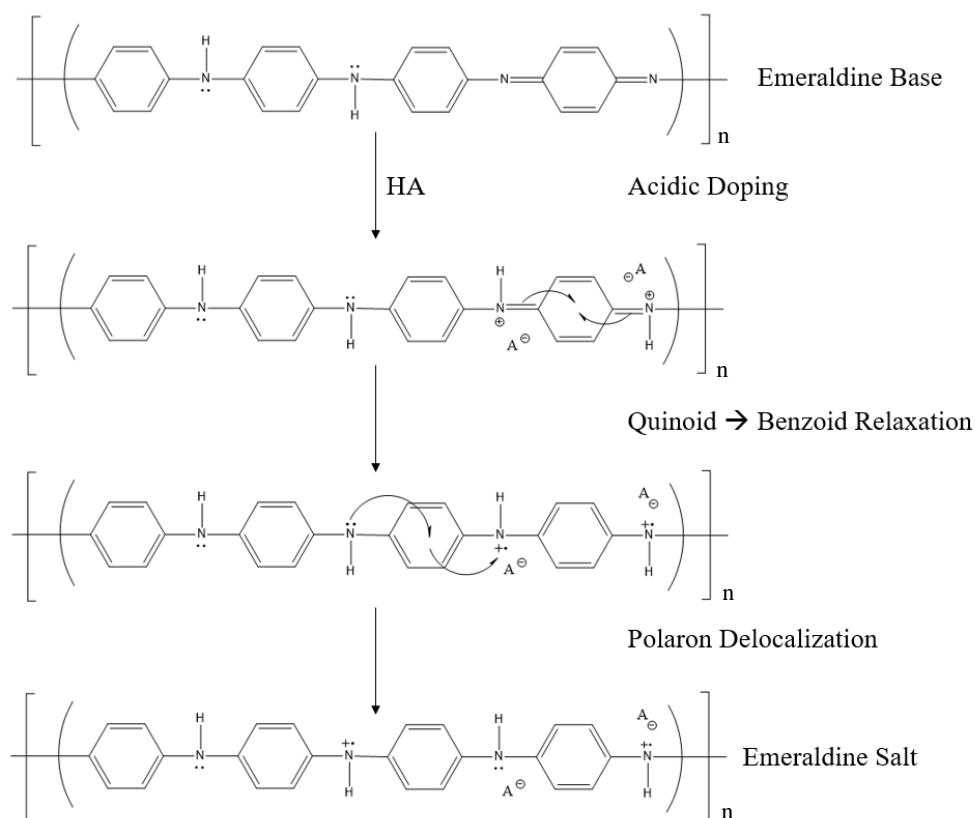 H
N
N
H
N
N
n
Emeraldine Base
HA
Acidic Doping
H
N
N
H
H
N
⊕
A⊖
⊖A
⊕
N
H
n
Quinoid → Benzoid Relaxation
H
N
N
H
H
N
+•
A⊖
A⊖
+•
N
H
n
Polaron Delocalization
H
N
+•
N
H
H
N
A⊖
A⊖
+•
N
H
n
Emeraldine Salt